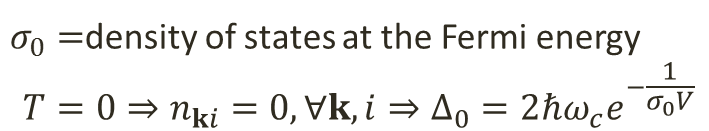 σ₀ =density of states at the Fermi energy
T = 0 ⇒ n_𝐤i = 0, ∀𝐤, i ⇒ Δ₀ = 2ℏω_c e^{−1/(σ₀V)}